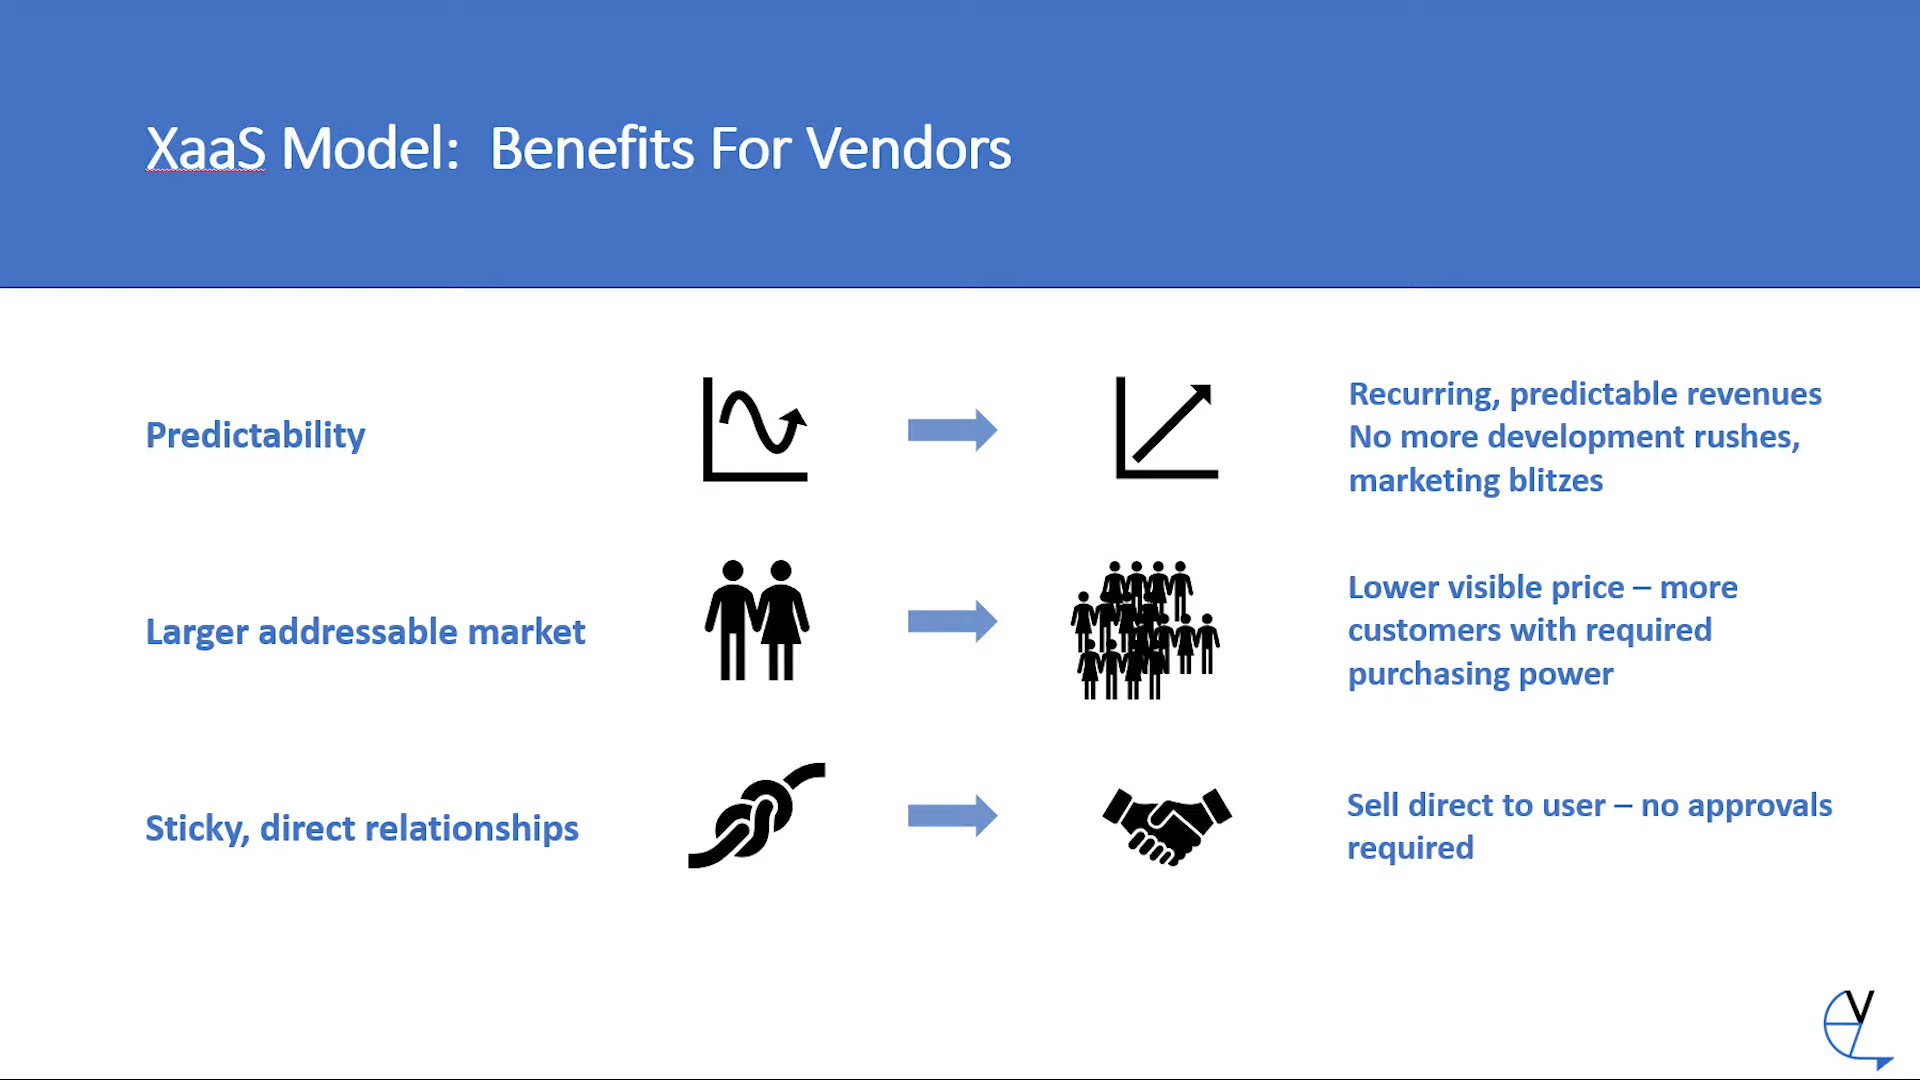 XaaS Model:  Benefits For Vendors
Predictability
Recurring, predictable revenues
No more development rushes,
marketing blitzes
Larger addressable market
Lower visible price – more
customers with required
purchasing power
Sticky, direct relationships
Sell direct to user – no approvals
required